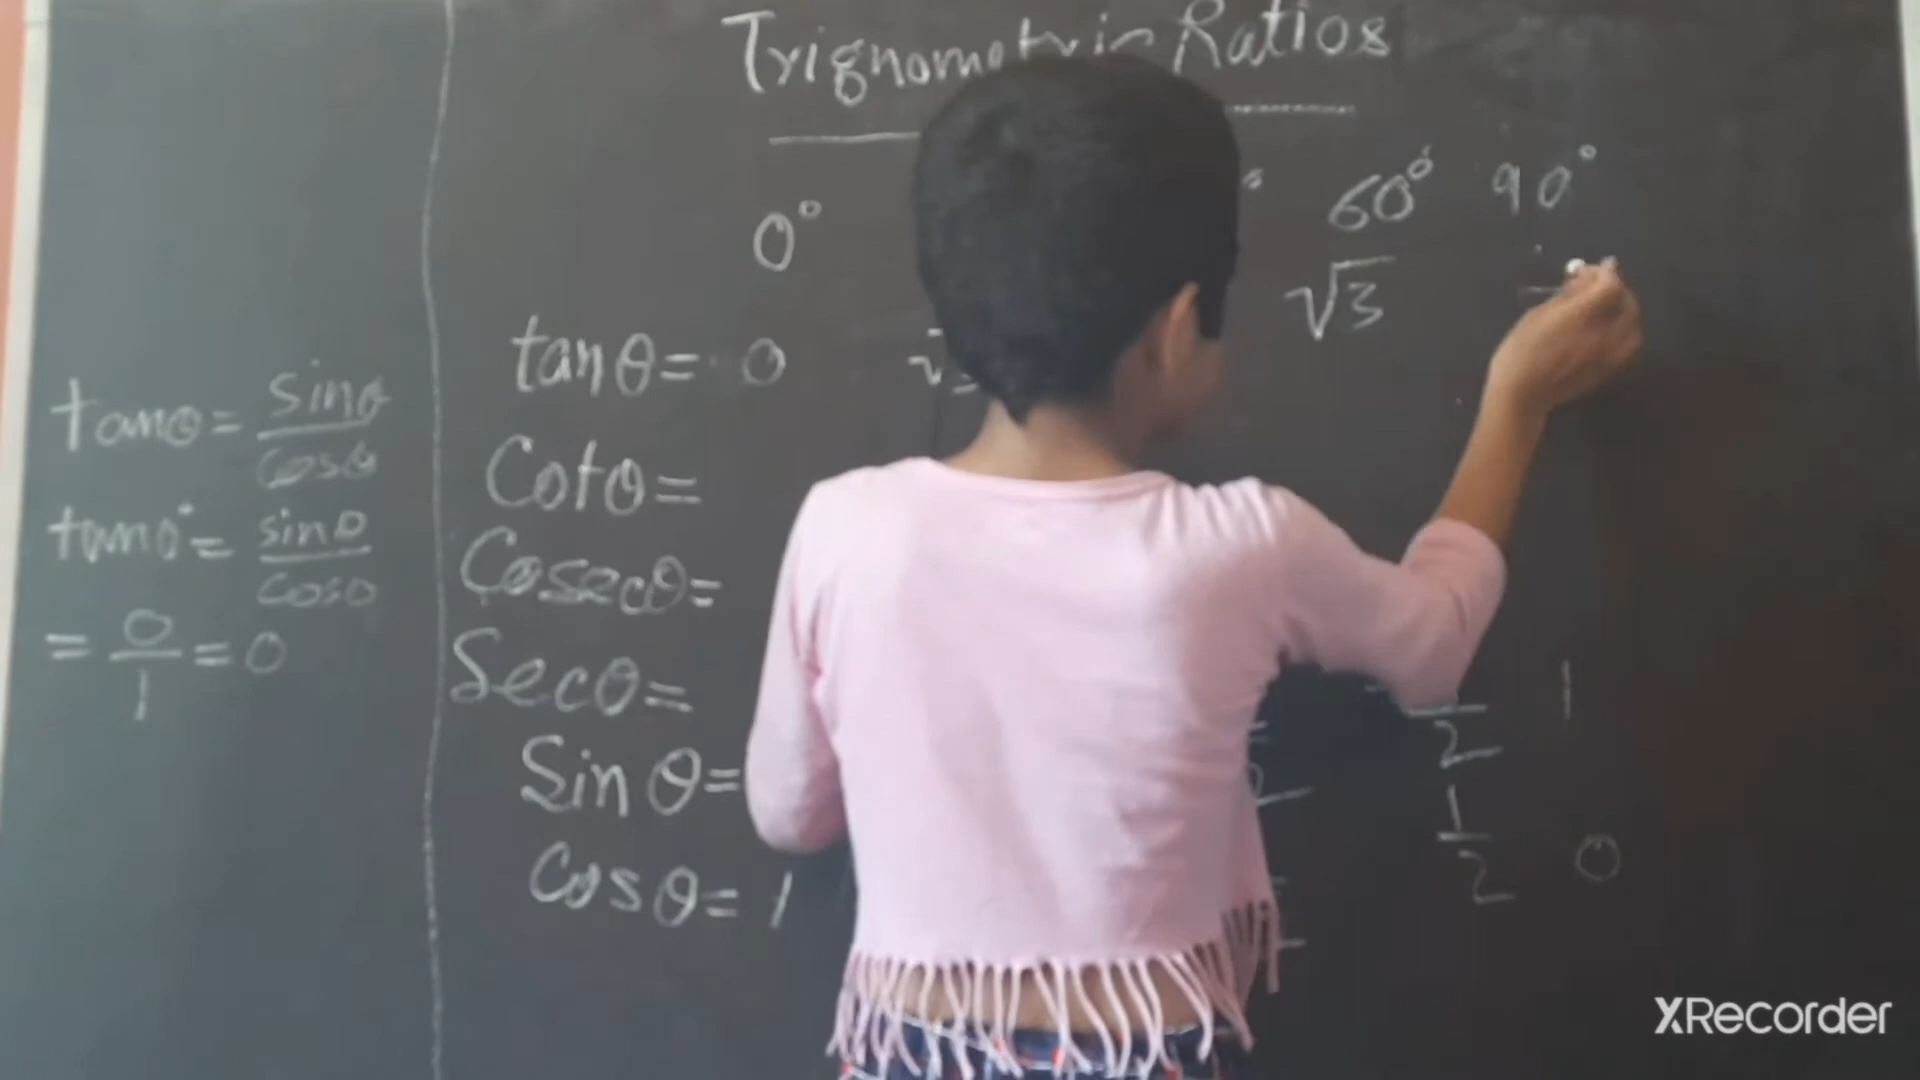 Trignometric Ratios
0° 60° 90°
tanθ = 0 √3
Cotθ =
Cosecθ =
Secθ =
Sin θ = 2 1
Cosθ = 1 1/2 0
tanθ = sinθ/cosθ
tan0° = sin0/cos0
= 0/1 = 0
XRecorder